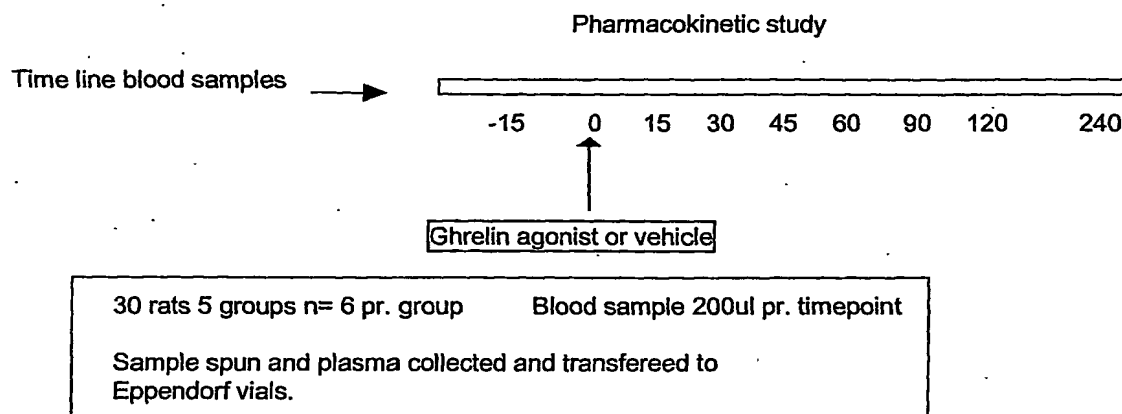 Pharmacokinetic study
Time line blood samples
-15 0 15 30 45 60 90 120 240
Ghrelin agonist or vehicle
30 rats 5 groups n= 6 pr. group Blood sample 200ul pr. timepoint
Sample spun and plasma collected and transfereed to
Eppendorf vials.